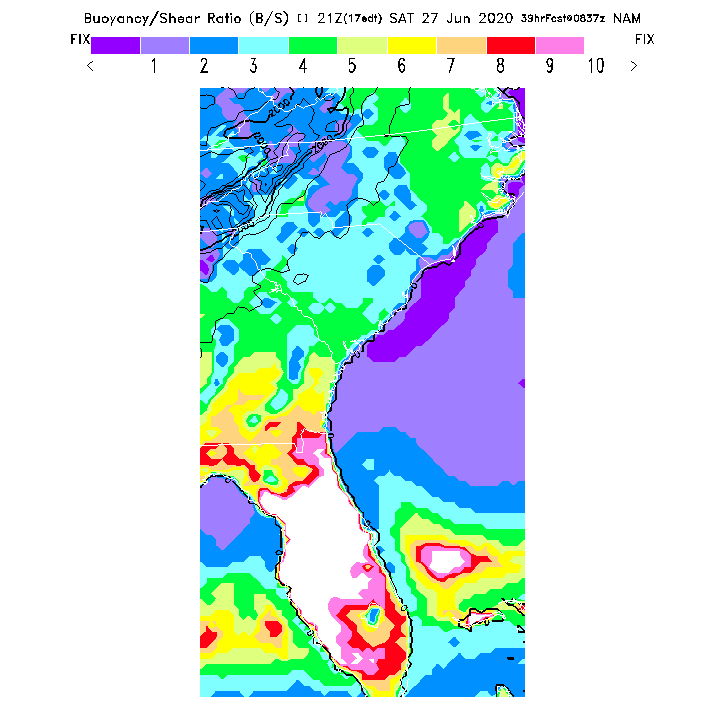 Buoyancy/Shear Ratio (B/S) [] 21Z(17edt) SAT 27 Jun 2020 39hrFcst@0837z NAM
FIX FIX
< 1 2 3 4 5 6 7 8 9 10 >
2000